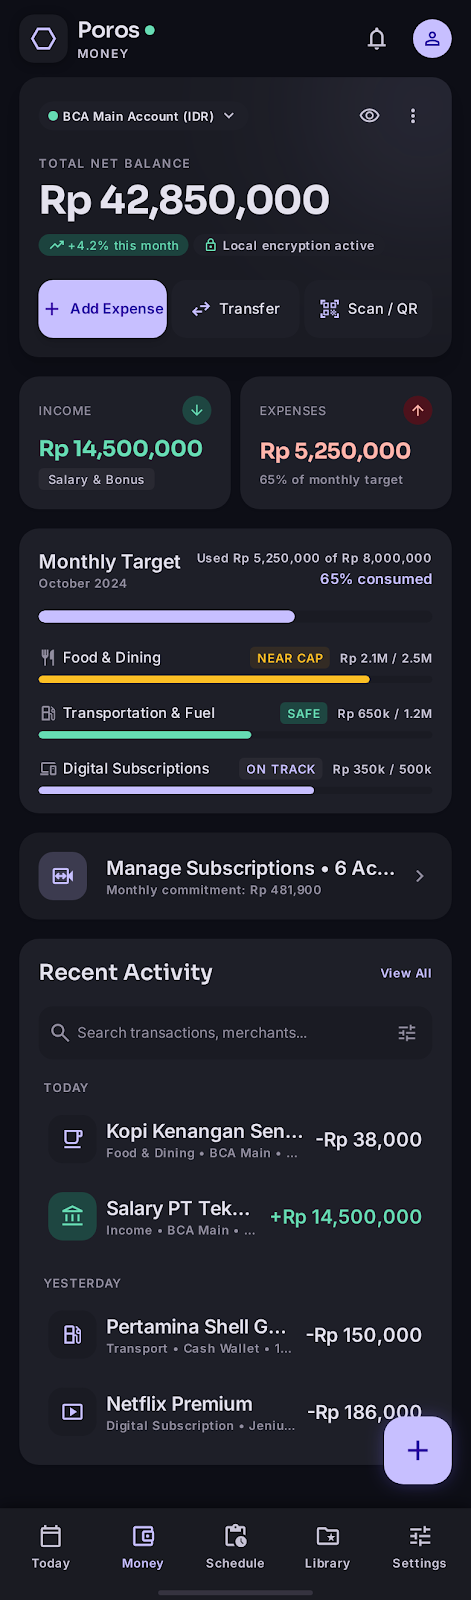 Poros
MONEY
BCA Main Account (IDR)
TOTAL NET BALANCE
Rp 42,850,000
+4.2% this month
Local encryption active
+ Add Expense
Transfer
Scan / QR
INCOME
Rp 14,500,000
Salary & Bonus
EXPENSES
Rp 5,250,000
65% of monthly target
Monthly Target
October 2024
Used Rp 5,250,000 of Rp 8,000,000
65% consumed
Food & Dining
NEAR CAP
Rp 2.1M / 2.5M
Transportation & Fuel
SAFE
Rp 650k / 1.2M
Digital Subscriptions
ON TRACK
Rp 350k / 500k
Manage Subscriptions • 6 Ac...
Monthly commitment: Rp 481,900
Recent Activity
View All
Search transactions, merchants...
TODAY
Kopi Kenangan Sen...
Food & Dining • BCA Main • ...
-Rp 38,000
Salary PT Tek...
Income • BCA Main • ...
+Rp 14,500,000
YESTERDAY
Pertamina Shell G...
Transport • Cash Wallet • 1...
-Rp 150,000
Netflix Premium
Digital Subscription • Jeniu...
-Rp 186,000
+
Today
Money
Schedule
Library
Settings